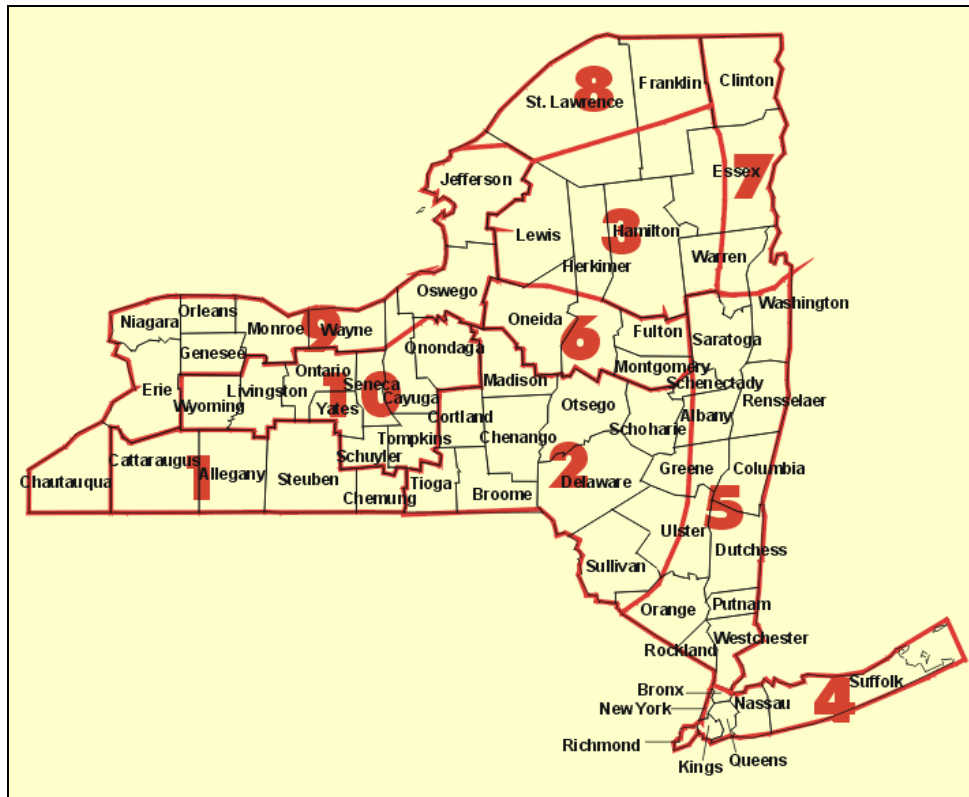 8
Franklin
Clinton
St. Lawrence
7
Essex
Jefferson
3
Lewis
Hamilton
Warren
Herkimer
Oswego
Washington
Niagara
Orleans
Monroe
9
Wayne
Oneida
6
Fulton
Saratoga
Genesee
Onondaga
Montgomery
Ontario
Madison
Schenectady
Erie
Wyoming
Livingston
10
Seneca
Cayuga
Yates
Otsego
Rensselaer
Albany
Cortland
Schoharie
Chenango
Tompkins
Schuyler
Cattaraugus
1
Allegany
Steuben
Chautauqua
Chemung
Tioga
Broome
2
Delaware
Greene
Columbia
5
Ulster
Dutchess
Sullivan
Orange
Putnam
Westchester
Rockland
Bronx
New York
Nassau
Suffolk
4
Richmond
Kings
Queens